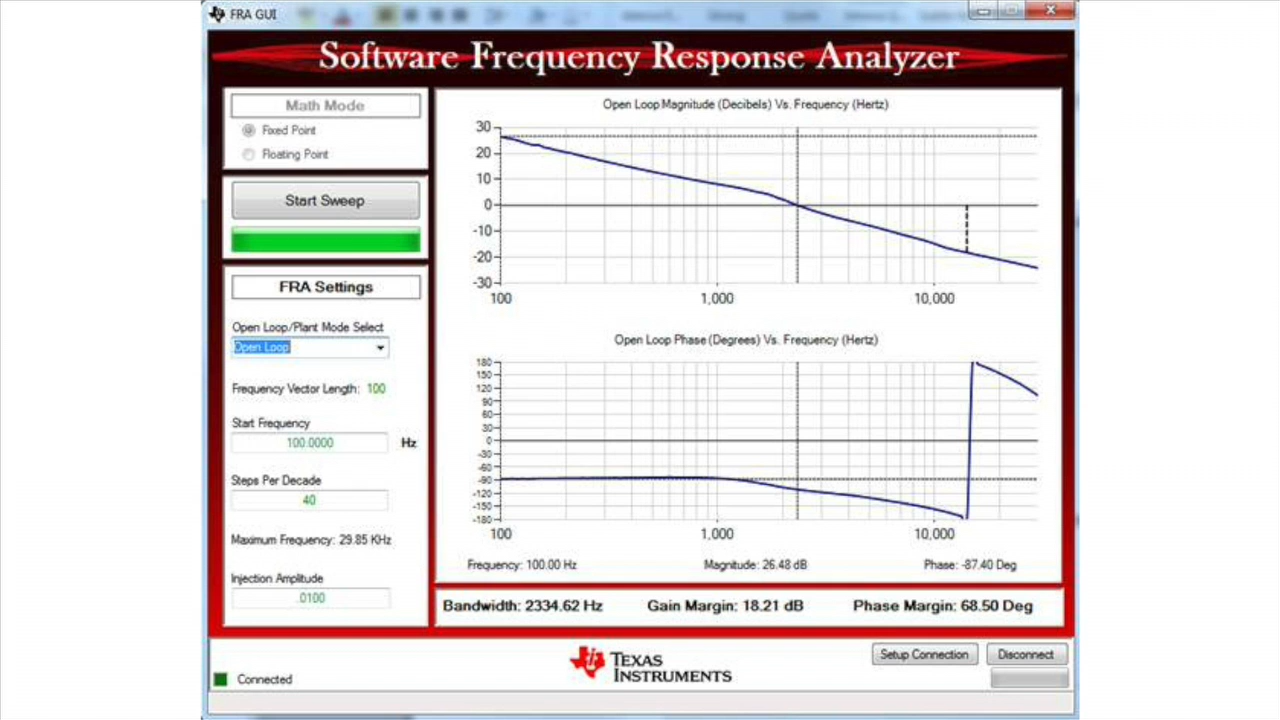 FRA GUI
Software Frequency Response Analyzer
Math Mode
Fixed Point
Floating Point
Start Sweep
FRA Settings
Open Loop/Plant Mode Select
Open Loop
Frequency Vector Length: 100
Start Frequency
100.0000 Hz
Steps Per Decade
40
Maximum Frequency: 29.85 KHz
Injection Amplitude
.0100
Open Loop Magnitude (Decibels) Vs. Frequency (Hertz)
30
20
10
0
-10
-20
-30
100 1,000 10,000
Open Loop Phase (Degrees) Vs. Frequency (Hertz)
180
150
120
90
60
30
0
-30
-60
-90
-120
-150
-180
100 1,000 10,000
Frequency: 100.00 Hz Magnitude: 26.48 dB Phase: -87.40 Deg
Bandwidth: 2334.62 Hz Gain Margin: 18.21 dB Phase Margin: 68.50 Deg
Connected
TEXAS
INSTRUMENTS
Setup Connection Disconnect